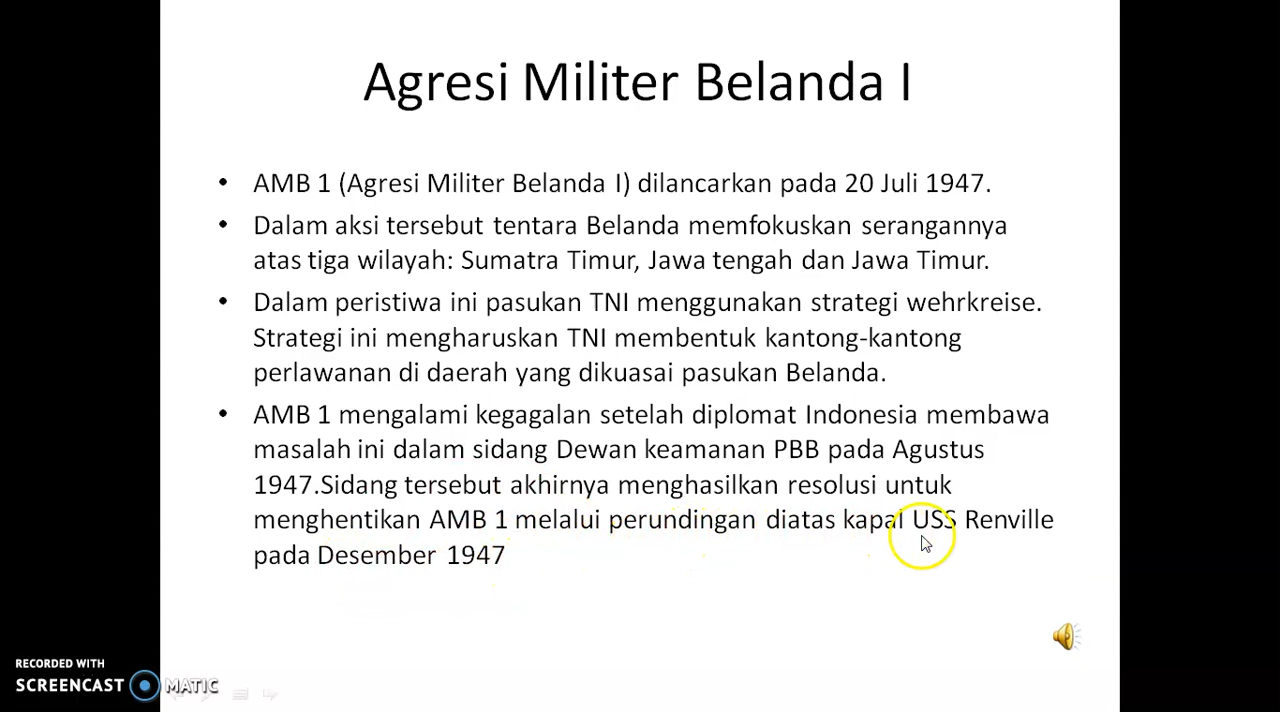 Agresi Militer Belanda I
• AMB 1 (Agresi Militer Belanda I) dilancarkan pada 20 Juli 1947.
• Dalam aksi tersebut tentara Belanda memfokuskan serangannya
atas tiga wilayah: Sumatra Timur, Jawa tengah dan Jawa Timur.
• Dalam peristiwa ini pasukan TNI menggunakan strategi wehrkreise.
Strategi ini mengharuskan TNI membentuk kantong-kantong
perlawanan di daerah yang dikuasai pasukan Belanda.
• AMB 1 mengalami kegagalan setelah diplomat Indonesia membawa
masalah ini dalam sidang Dewan keamanan PBB pada Agustus
1947.Sidang tersebut akhirnya menghasilkan resolusi untuk
menghentikan AMB 1 melalui perundingan diatas kapal USS Renville
pada Desember 1947
RECORDED WITH
SCREENCAST MATIC